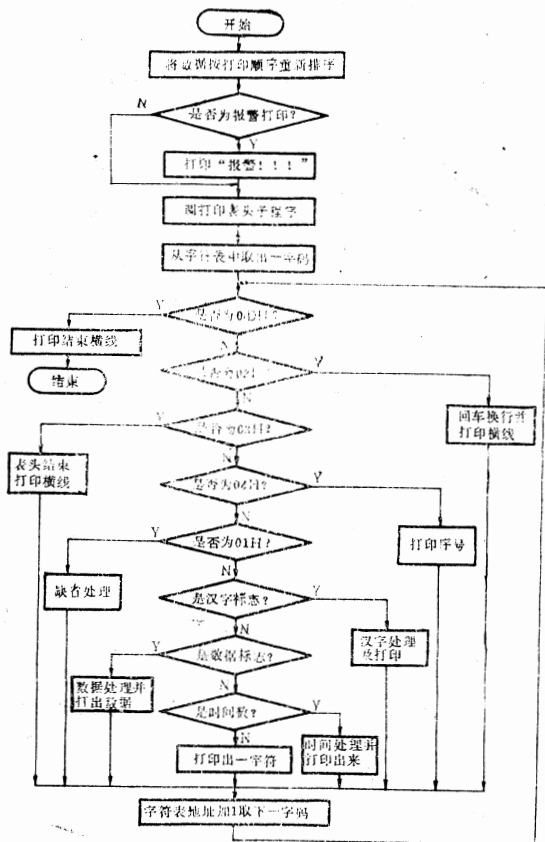 开始
将数据按打印顺序重新排序
是否为报警打印?
N
Y
打印“报警!!!”
调打印表头子程序
从字符表中取出一字码
是否为0DH?
Y
N
打印结束横线
结束
是否为02H
Y
N
回车换行并
打印横线
是否为03H?
Y
N
表头结束
打印横线
是否为04H?
Y
N
打印字号
是否为01H?
Y
N
缺省处理
是汉字标志?
Y
N
汉字处理
及打印
是数据标志?
Y
N
数据处理并
打出数据
是时间数?
Y
N
时间处理并
打印出来
打印出一字符
字符表地址加1取下一字码